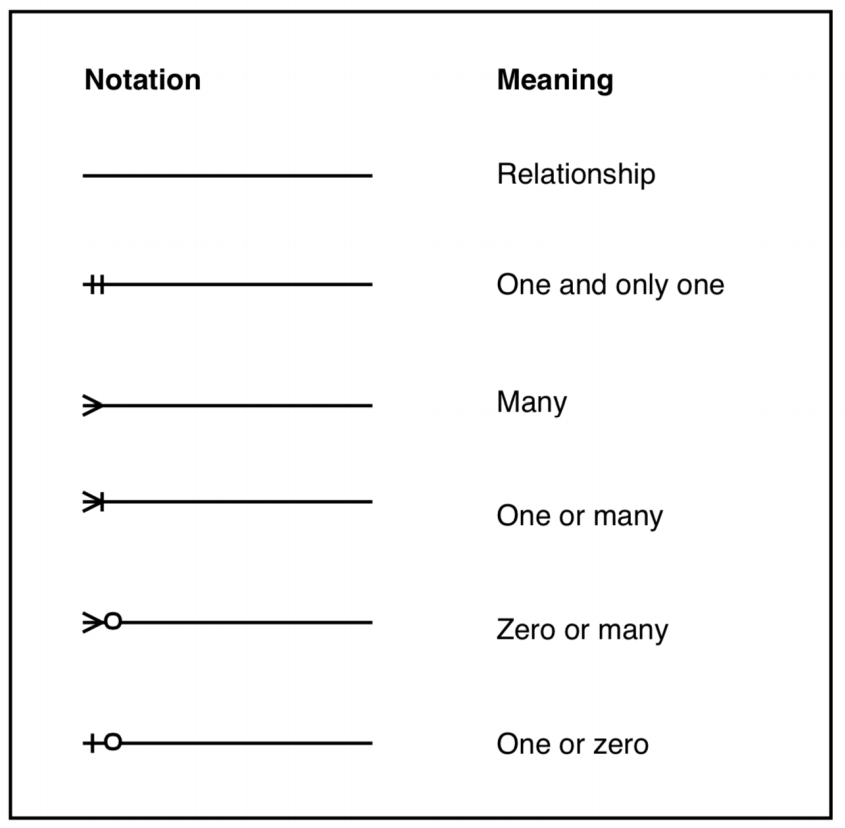 Notation Meaning
Relationship
One and only one
Many
One or many
Zero or many
One or zero